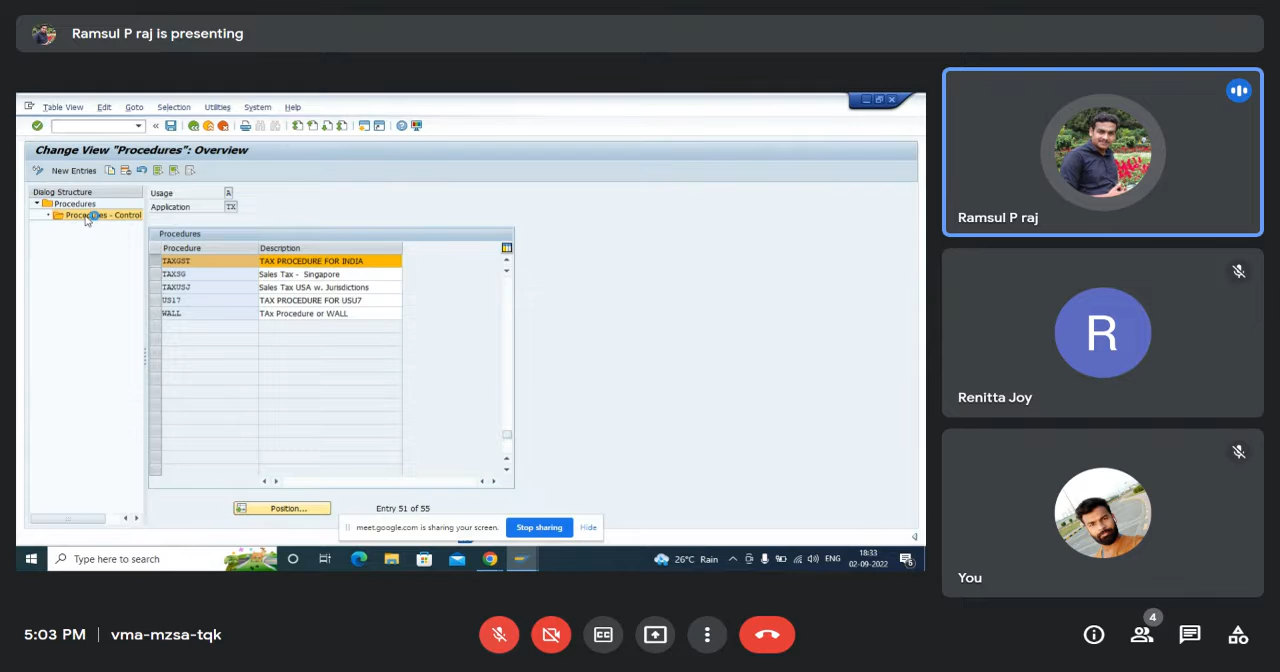 Ramsul P raj is presenting
Table View Edit Goto Selection Utilities System Help
Change View "Procedures": Overview
New Entries
Dialog Structure
Procedures
Procedures - Control
Usage A
Application TX
Procedures
Procedure Description
TAXGST TAX PROCEDURE FOR INDIA
TAXSG Sales Tax - Singapore
TAXUSJ Sales Tax USA w. Jurisdictions
US17 TAX PROCEDURE FOR USU7
WALL TAx Procedure or WALL
Position... Entry 51 of 55
meet.google.com is sharing your screen. Stop sharing Hide
Type here to search
26°C Rain ENG 18:33
02-09-2022 6
Ramsul P raj
R
Renitta Joy
You
5:03 PM | vma-mzsa-tqk
4